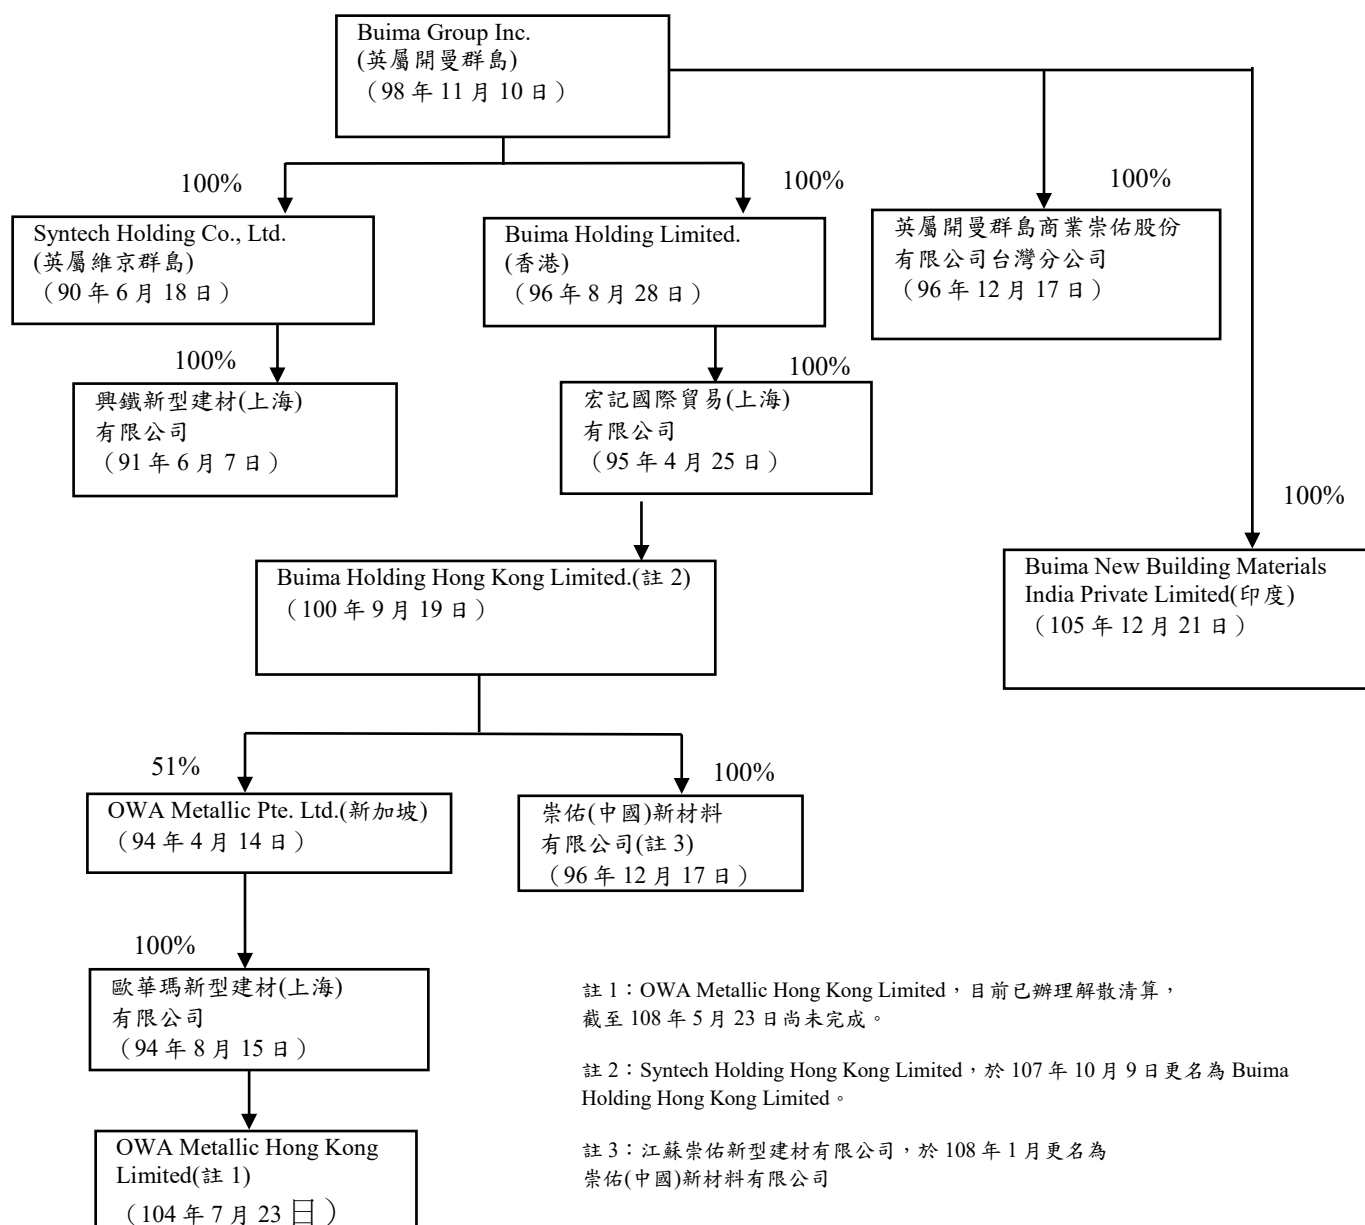 Buima Group Inc.
(英屬開曼群島)
（98 年 11 月 10 日）
100%
100%
100%
Syntech Holding Co., Ltd.
(英屬維京群島)
（90 年 6 月 18 日）
Buima Holding Limited.
(香港)
（96 年 8 月 28 日）
英屬開曼群島商業崇佑股份
有限公司台灣分公司
（96 年 12 月 17 日）
100%
100%
興鐵新型建材(上海)
有限公司
（91 年 6 月 7 日）
宏記國際貿易(上海)
有限公司
（95 年 4 月 25 日）
100%
Buima Holding Hong Kong Limited.(註 2)
（100 年 9 月 19 日）
Buima New Building Materials
India Private Limited(印度)
（105 年 12 月 21 日）
51%
100%
OWA Metallic Pte. Ltd.(新加坡)
（94 年 4 月 14 日）
崇佑(中國)新材料
有限公司(註 3)
（96 年 12 月 17 日）
100%
歐華瑪新型建材(上海)
有限公司
（94 年 8 月 15 日）
OWA Metallic Hong Kong
Limited(註 1)
（104 年 7 月 23 日）
註 1：OWA Metallic Hong Kong Limited，目前已辦理解散清算，
截至 108 年 5 月 23 日尚未完成。
註 2：Syntech Holding Hong Kong Limited，於 107 年 10 月 9 日更名為 Buima
Holding Hong Kong Limited。
註 3：江蘇崇佑新型建材有限公司，於 108 年 1 月更名為
崇佑(中國)新材料有限公司